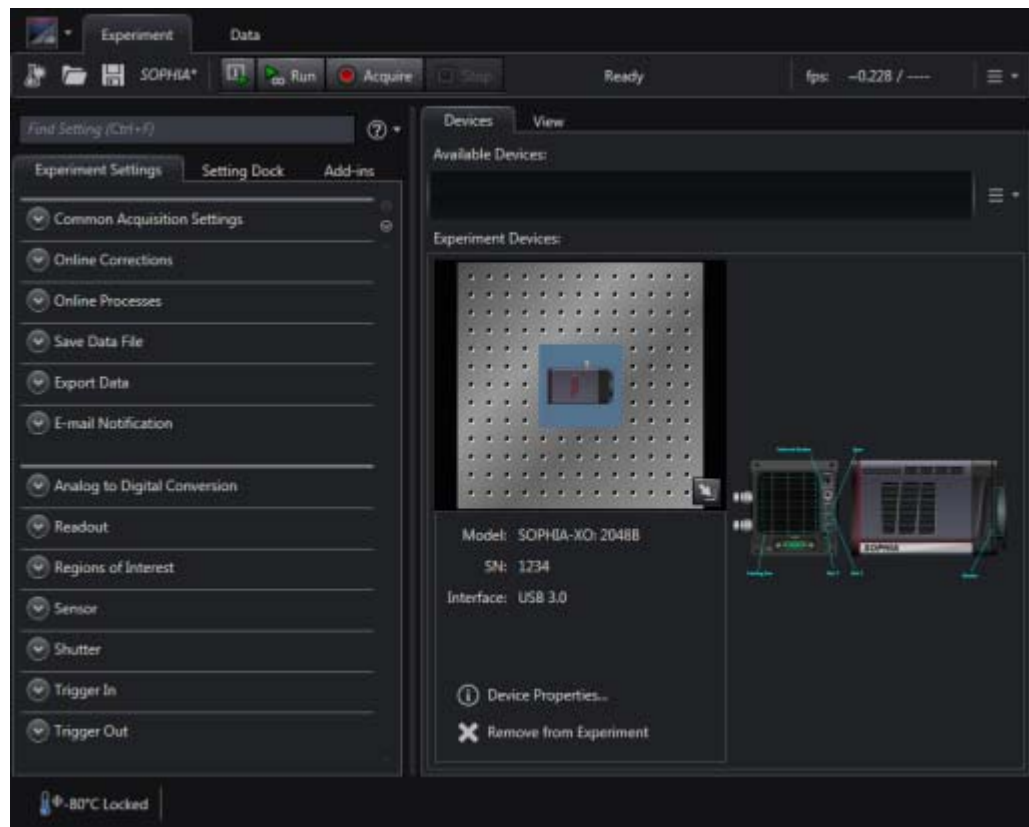 Experiment Data
SOPHIA* Run Acquire Stop Ready fps: -0.228 / ----
Find Setting (Ctrl+F)
Experiment Settings Setting Dock Add-ins
Common Acquisition Settings
Online Corrections
Online Processes
Save Data File
Export Data
E-mail Notification
Analog to Digital Conversion
Readout
Regions of Interest
Sensor
Shutter
Trigger In
Trigger Out
Devices View
Available Devices:
Experiment Devices:
Model: SOPHIA-XO: 2048B
SN: 1234
Interface: USB 3.0
Device Properties...
Remove from Experiment
SOPHIA
-80°C Locked